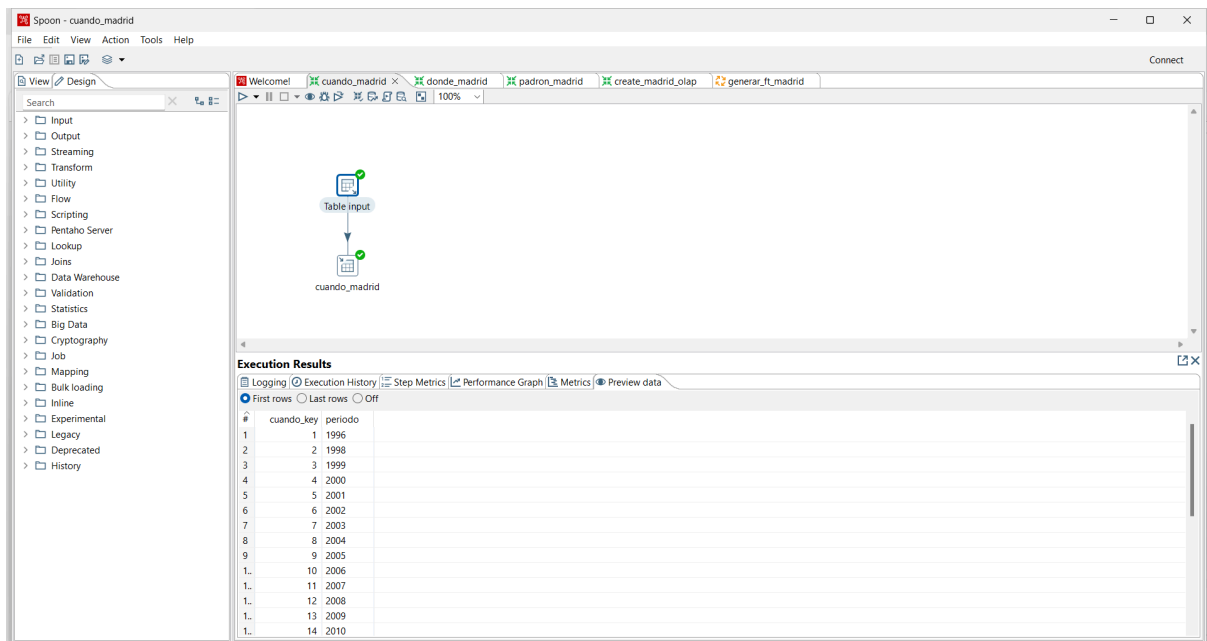 Spoon - cuando_madrid
File Edit View Action Tools Help
Connect
View Design
Welcome! cuando_madrid donde_madrid padron_madrid create_madrid_olap generar_ft_madrid
Search
100%
Input
Output
Streaming
Transform
Utility
Flow
Scripting
Pentaho Server
Lookup
Joins
Data Warehouse
Validation
Statistics
Big Data
Cryptography
Job
Mapping
Bulk loading
Inline
Experimental
Legacy
Deprecated
History
Table input
cuando_madrid
Execution Results
Logging Execution History Step Metrics Performance Graph Metrics Preview data
First rows Last rows Off
# cuando_key periodo
1 1 1996
2 2 1998
3 3 1999
4 4 2000
5 5 2001
6 6 2002
7 7 2003
8 8 2004
9 9 2005
1.. 10 2006
1.. 11 2007
1.. 12 2008
1.. 13 2009
1.. 14 2010